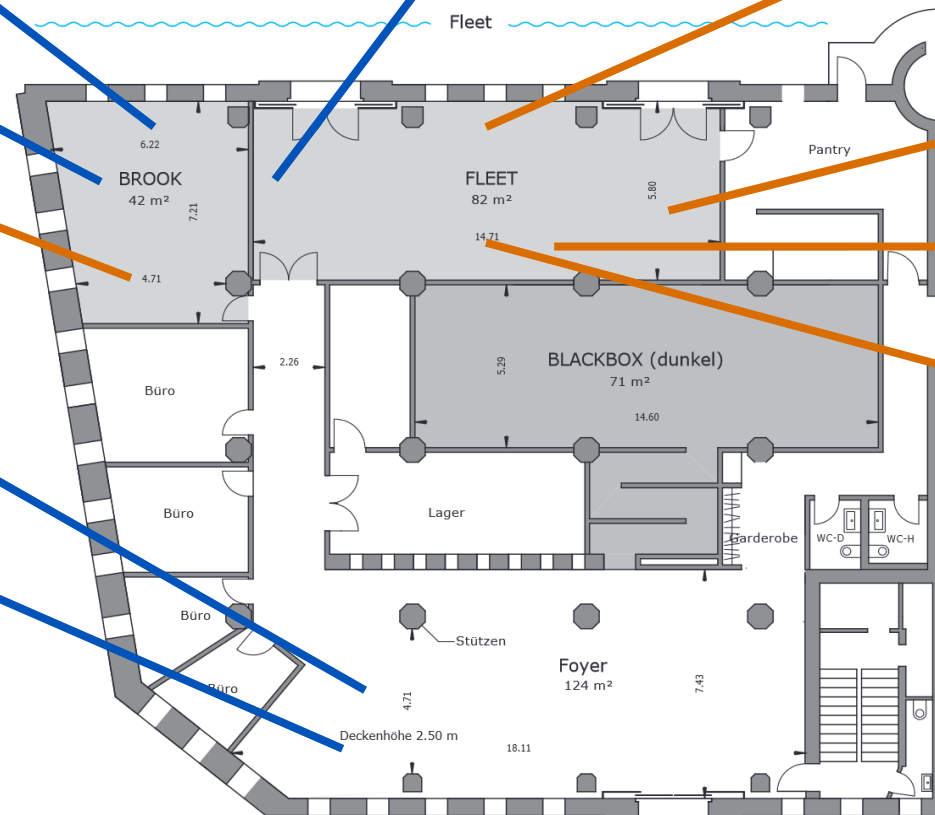 Fleet
6.22
BROOK
42 m²
7.21
4.71
FLEET
82 m²
5.80
14.71
Pantry
2.26
5.29
BLACKBOX (dunkel)
71 m²
14.60
Büro
Büro
Büro
Büro
Lager
Garderobe
WC-D
WC-H
Stützen
Foyer
124 m²
4.71
7.43
Deckenhöhe 2.50 m
18.11